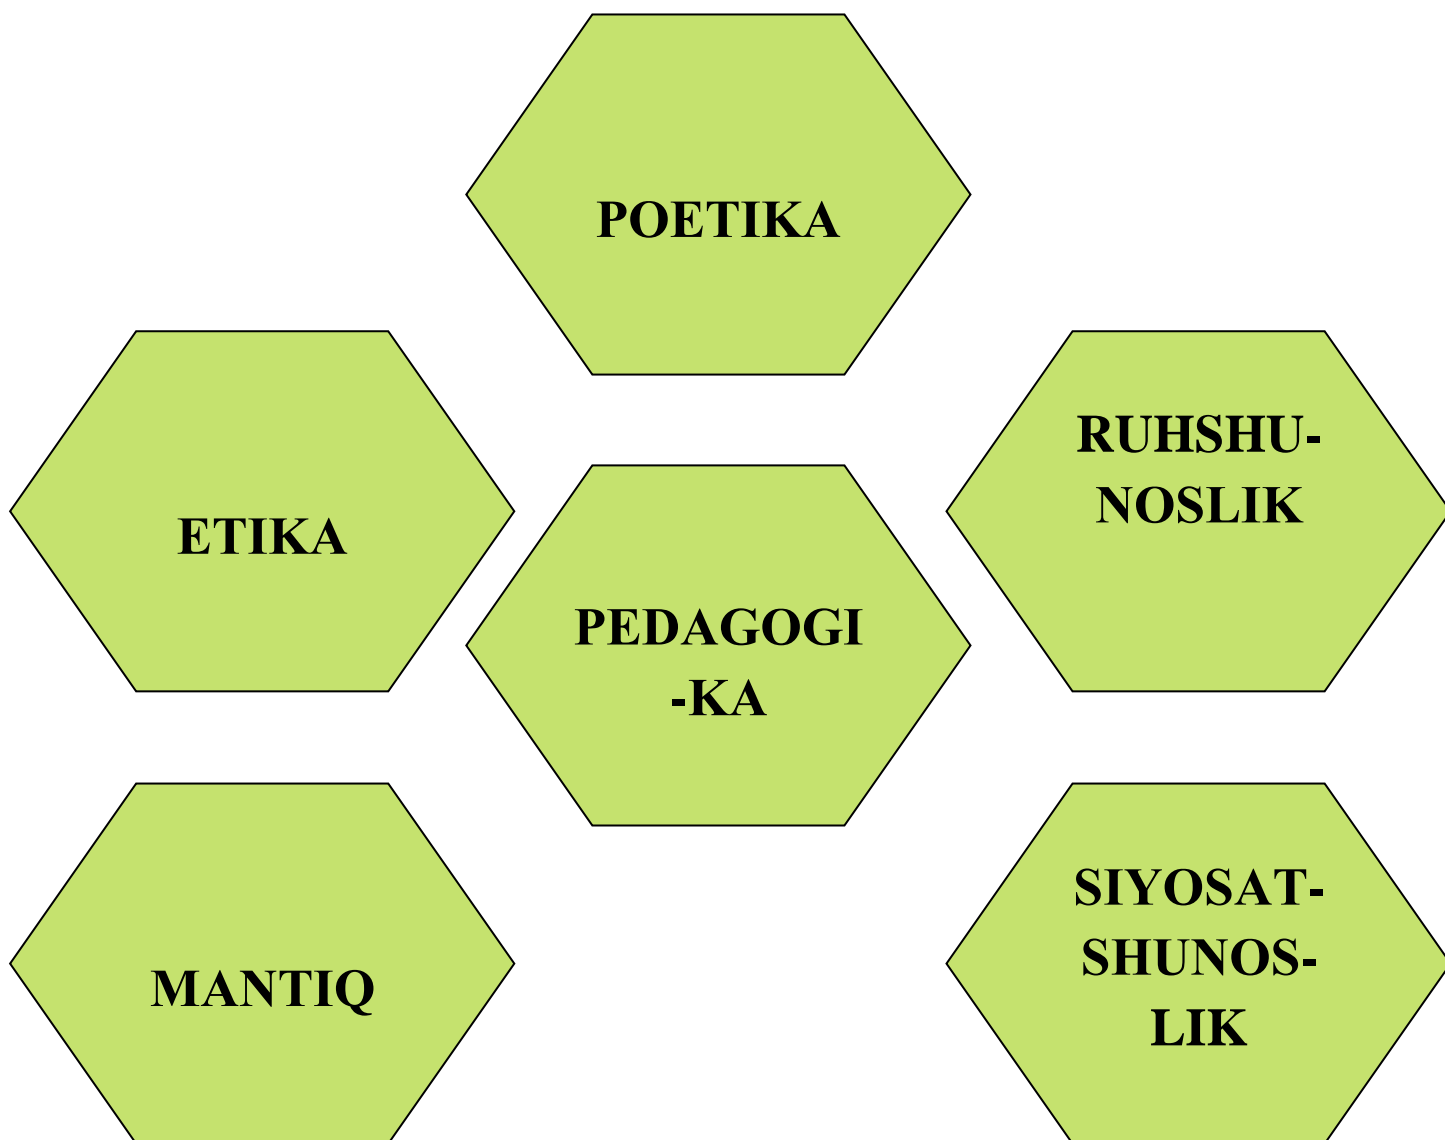 POETIKA
ETIKA
RUHSHU-
NOSLIK
PEDAGOGI
-KA
MANTIQ
SIYOSAT-
SHUNOS-
LIK